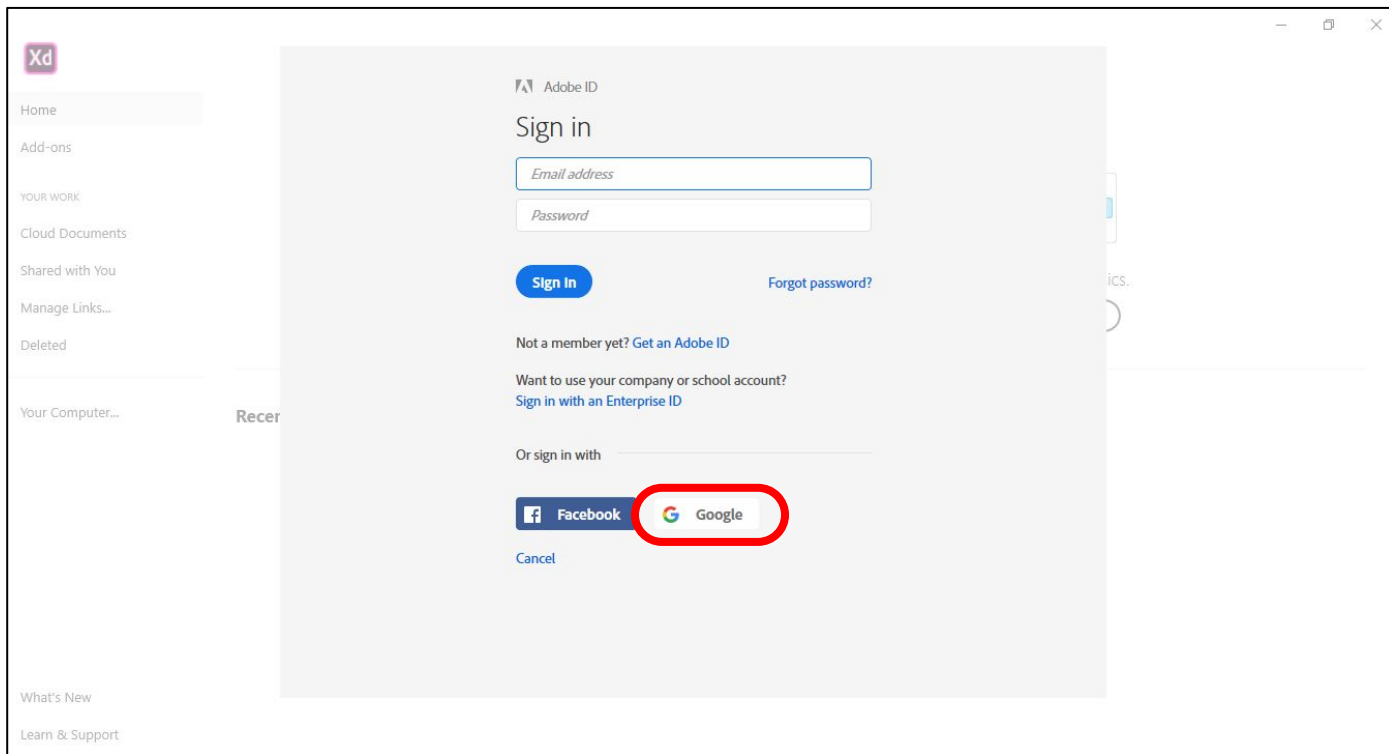 Xd
Home
Add-ons
YOUR WORK
Cloud Documents
Shared with You
Manage Links...
Deleted
Your Computer...
What's New
Learn & Support
Recer
Adobe ID
Sign in
Email address
Password
Sign In
Forgot password?
Not a member yet? Get an Adobe ID
Want to use your company or school account?
Sign in with an Enterprise ID
Or sign in with
Facebook
Google
Cancel
ics.